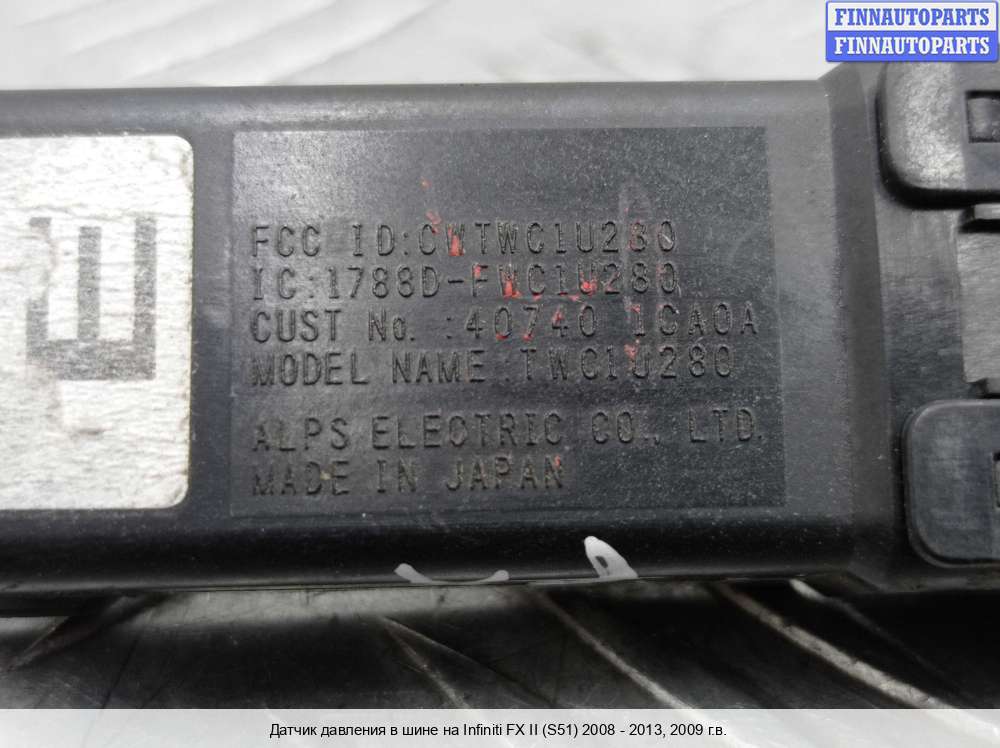 FINNAUTOPARTS
FINNAUTOPARTS
FCC ID:CWTWC1U280
IC:1788D-FWC1U280
CUST No. :40740 1CA0A
MODEL NAME:TWC1U280
ALPS ELECTRIC CO., LTD.
MADE IN JAPAN
Датчик давления в шине на Infiniti FX II (S51) 2008 - 2013, 2009 г.в.